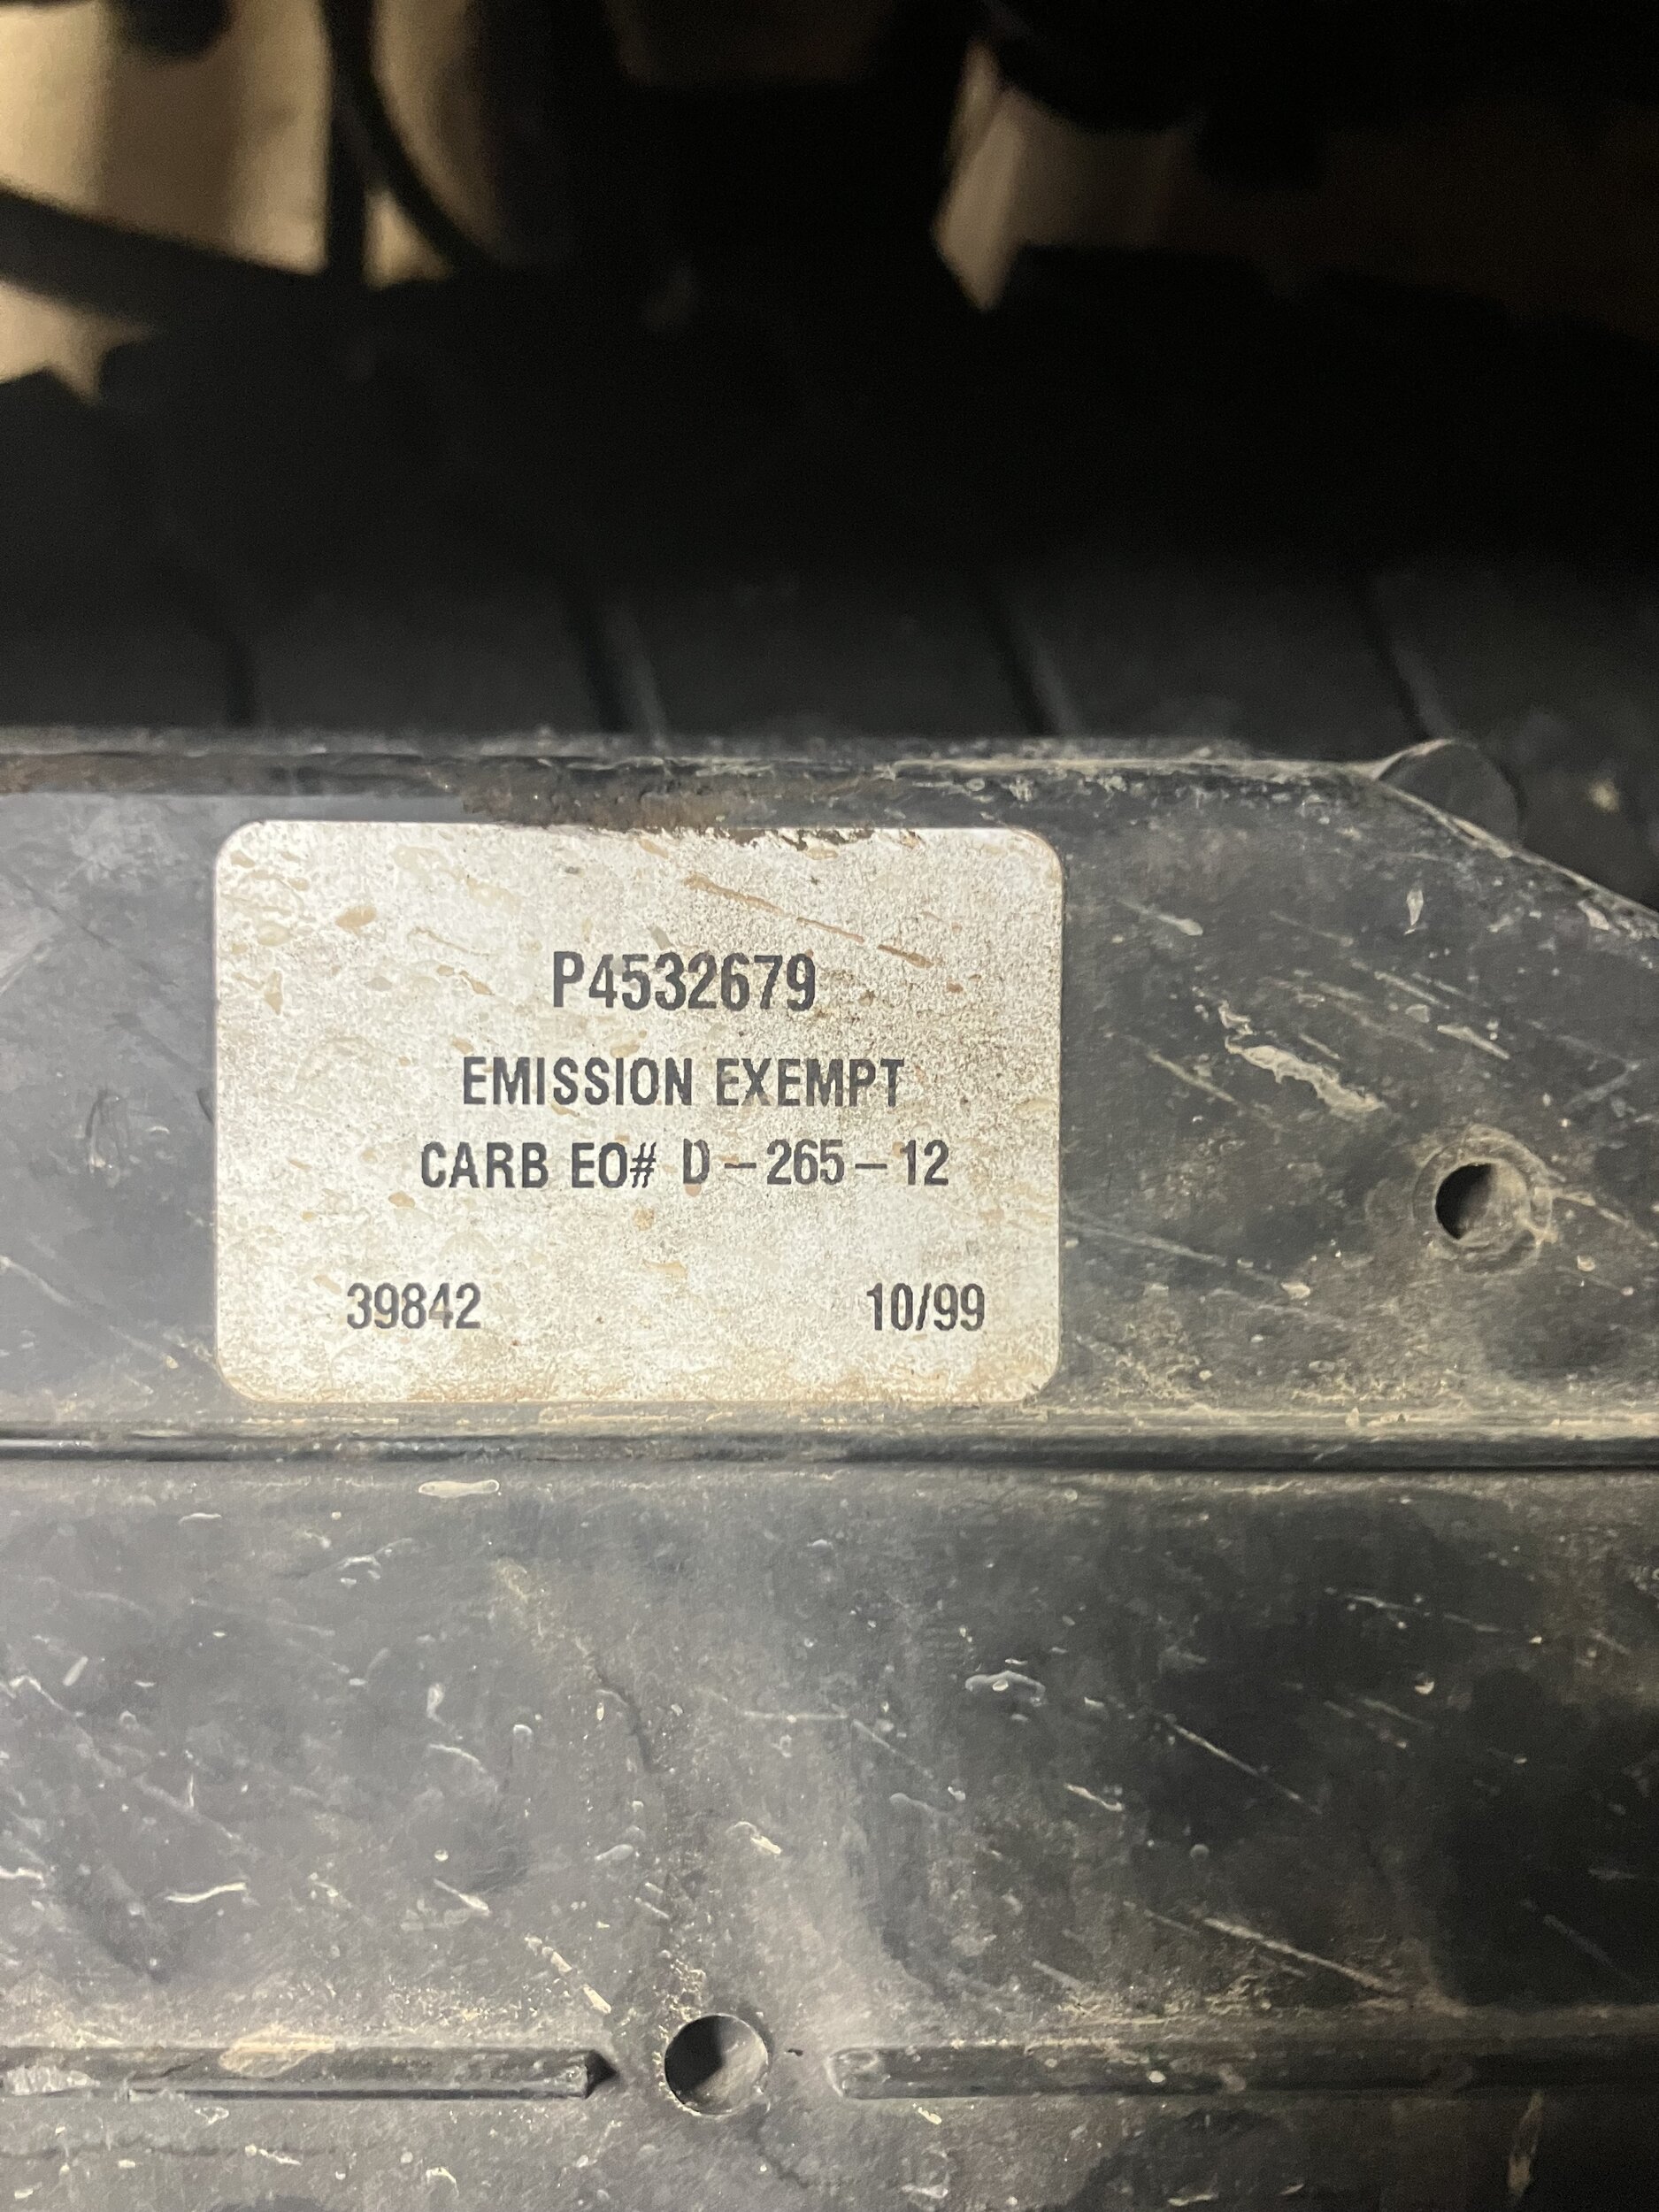 P4532679
EMISSION EXEMPT
CARB EO# D-265-12
39842 10/99